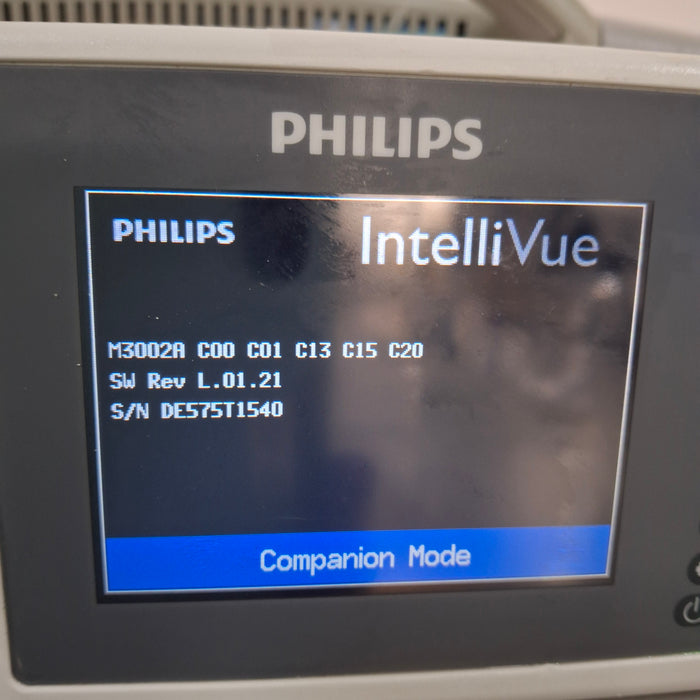 PHILIPS
PHILIPS IntelliVue
M3002A C00 C01 C13 C15 C20
SW Rev L.01.21
S/N DE575T1540
Companion Mode